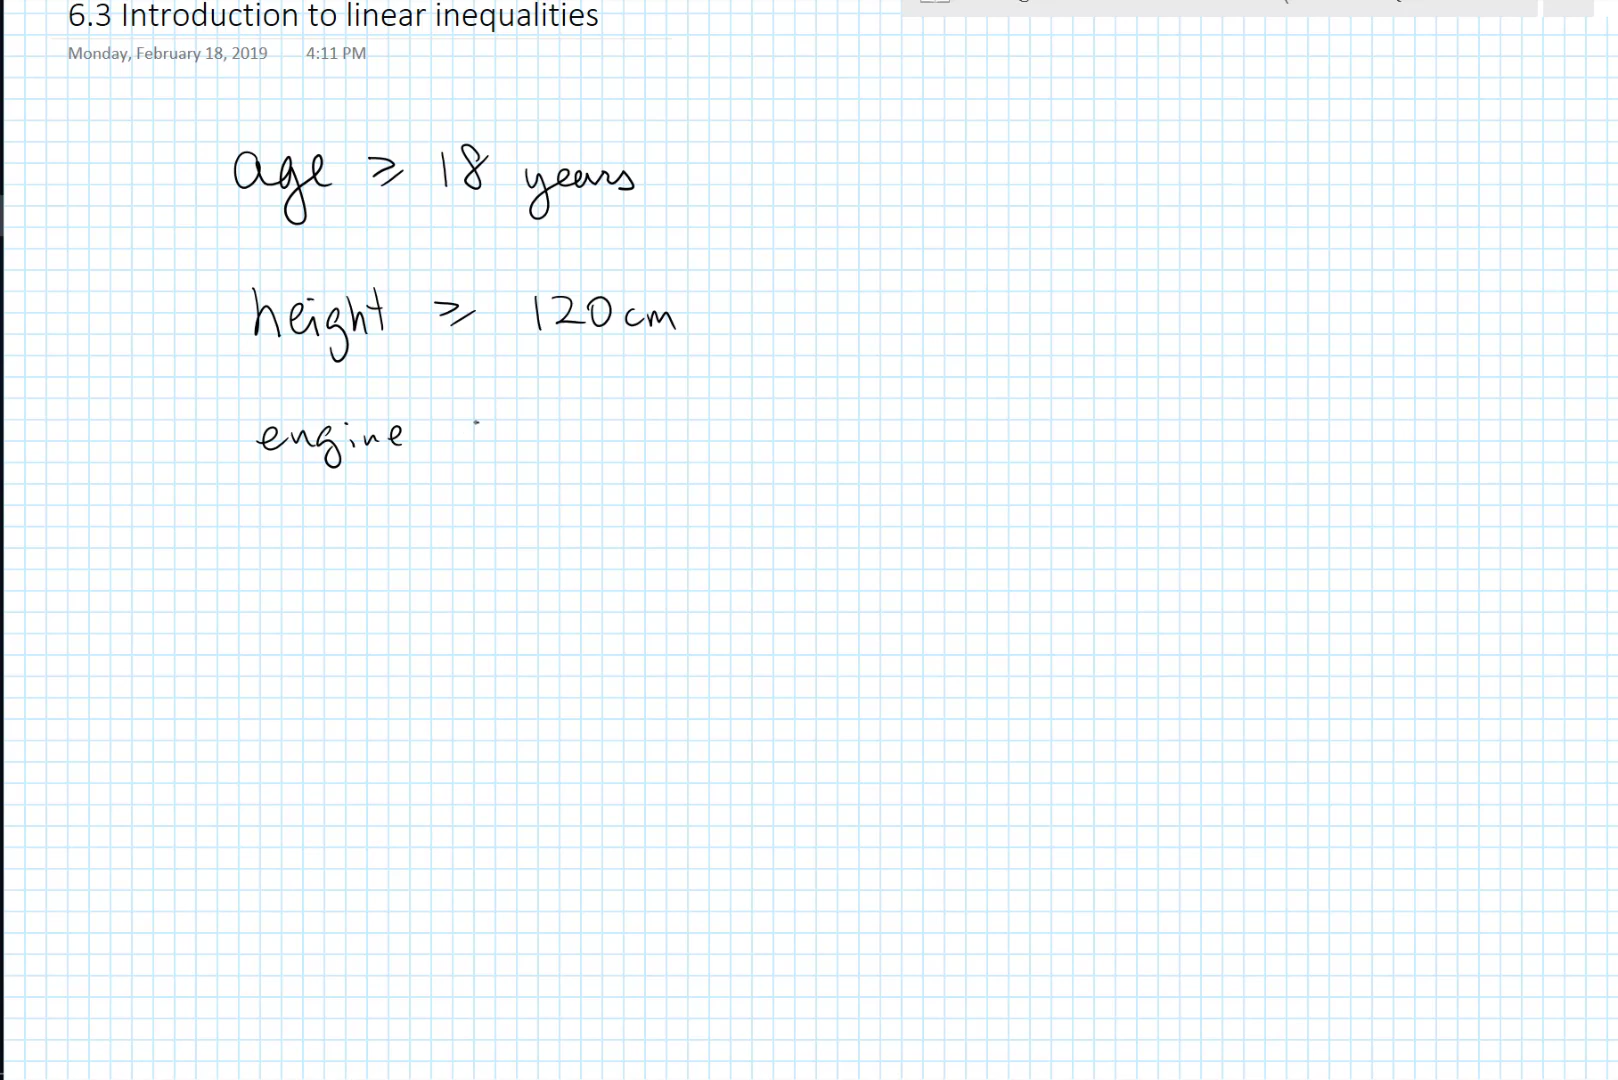 6.3 Introduction to linear inequalities
Monday, February 18, 2019 4:11 PM
age ⩾ 18 years
height ⩾ 120 cm
engine